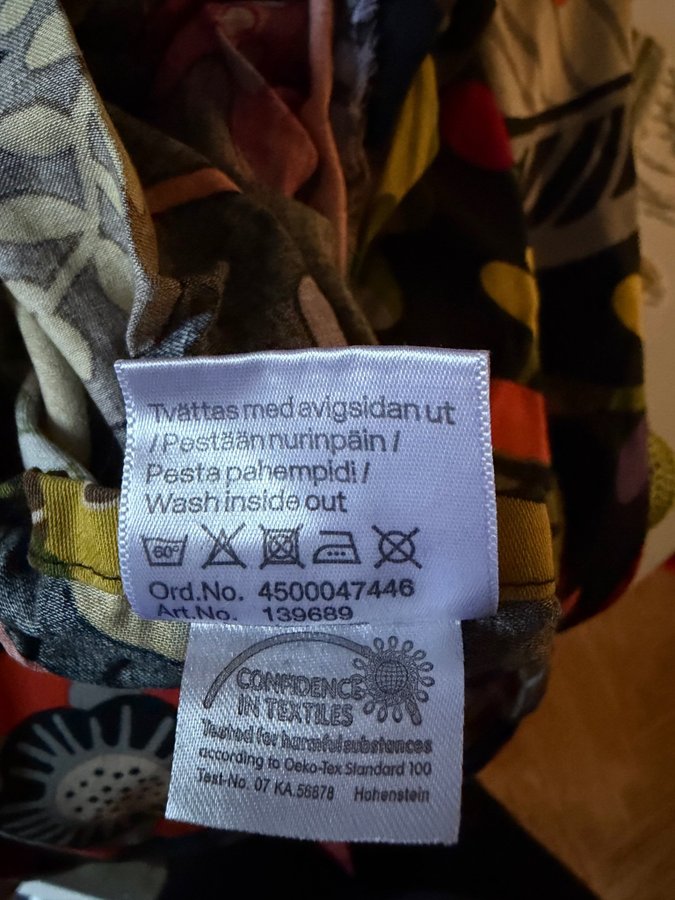 Tvättas med avigsidan ut
/ Pestään nurinpäin /
Pesta pahempidi /
Wash inside out
60°
Ord.No. 4500047446
Art.No. 139689
CONFIDENCE
IN TEXTILES
Tested for harmful substances
according to Oeko-Tex Standard 100
Test-No. 07 KA.56878 Hohenstein